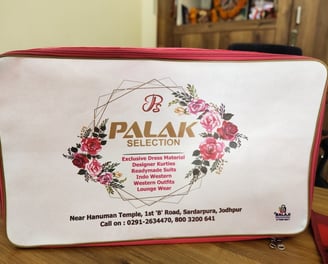 PALAK
SELECTION
Exclusive Dress Material
Designer Kurties
Readymade Suits
Indo Western
Western Outfits
Lounge Wear
Near Hanuman Temple, 1st 'B' Road, Sardarpura, Jodhpur
Call on : 0291-2634470, 800 3200 641